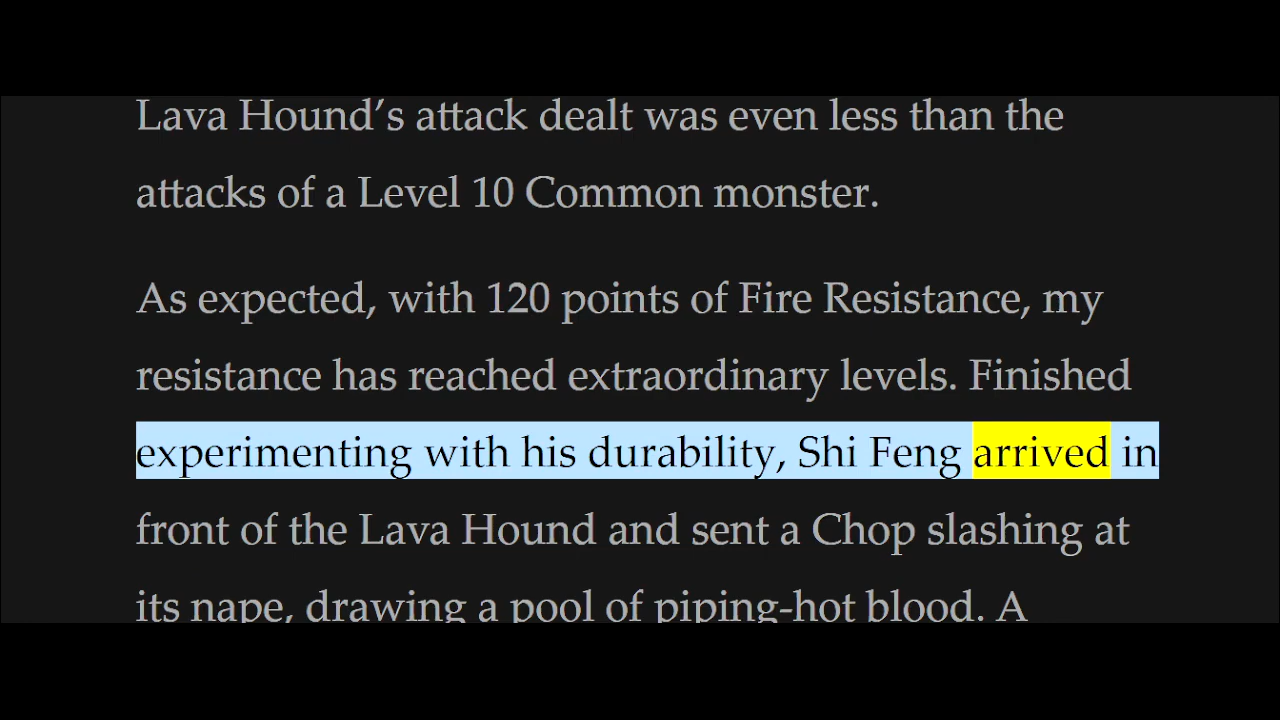 Lava Hound’s attack dealt was even less than the
attacks of a Level 10 Common monster.
As expected, with 120 points of Fire Resistance, my
resistance has reached extraordinary levels. Finished
experimenting with his durability, Shi Feng arrived in
front of the Lava Hound and sent a Chop slashing at
its nape, drawing a pool of piping-hot blood. A